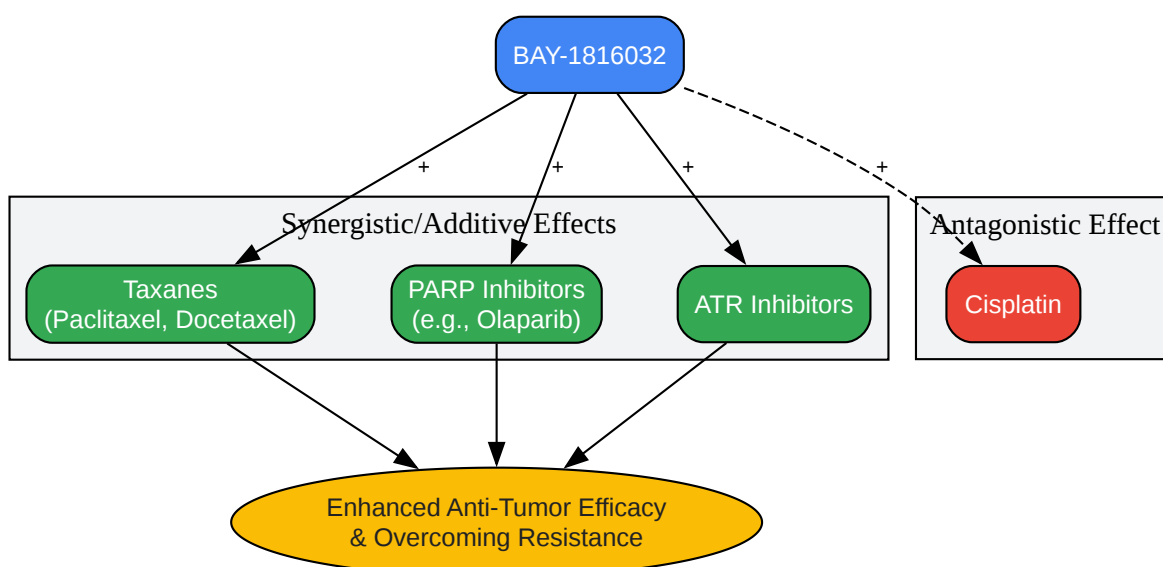 BAY-1816032
+ + + +
Synergistic/Additive Effects
Antagonistic Effect
Taxanes
(Paclitaxel, Docetaxel)
PARP Inhibitors
(e.g., Olaparib)
ATR Inhibitors
Cisplatin
Enhanced Anti-Tumor Efficacy
& Overcoming Resistance